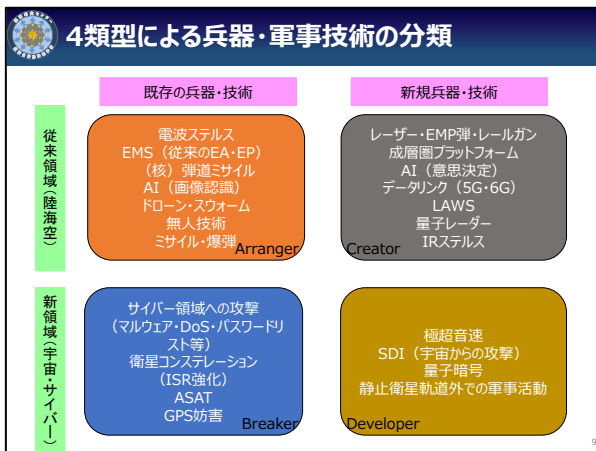 4類型による兵器・軍事技術の分類
既存の兵器・技術
新規兵器・技術
従来領域(陸海空)
電波ステルス
EMS(従来のEA・EP)
(核)弾道ミサイル
AI(画像認識)
ドローン・スウォーム
無人技術
ミサイル・爆弾
Arranger
レーザー・EMP弾・レールガン
成層圏プラットフォーム
AI(意思決定)
データリンク(5G・6G)
LAWS
量子レーダー
IRステルス
Creator
新領域(宇宙・サイバー)
サイバー領域への攻撃
(マルウェア・DoS・パスワードリ
スト等)
衛星コンステレーション
(ISR強化)
ASAT
GPS妨害
Breaker
極超音速
SDI(宇宙からの攻撃)
量子暗号
静止衛星軌道外での軍事活動
Developer
9